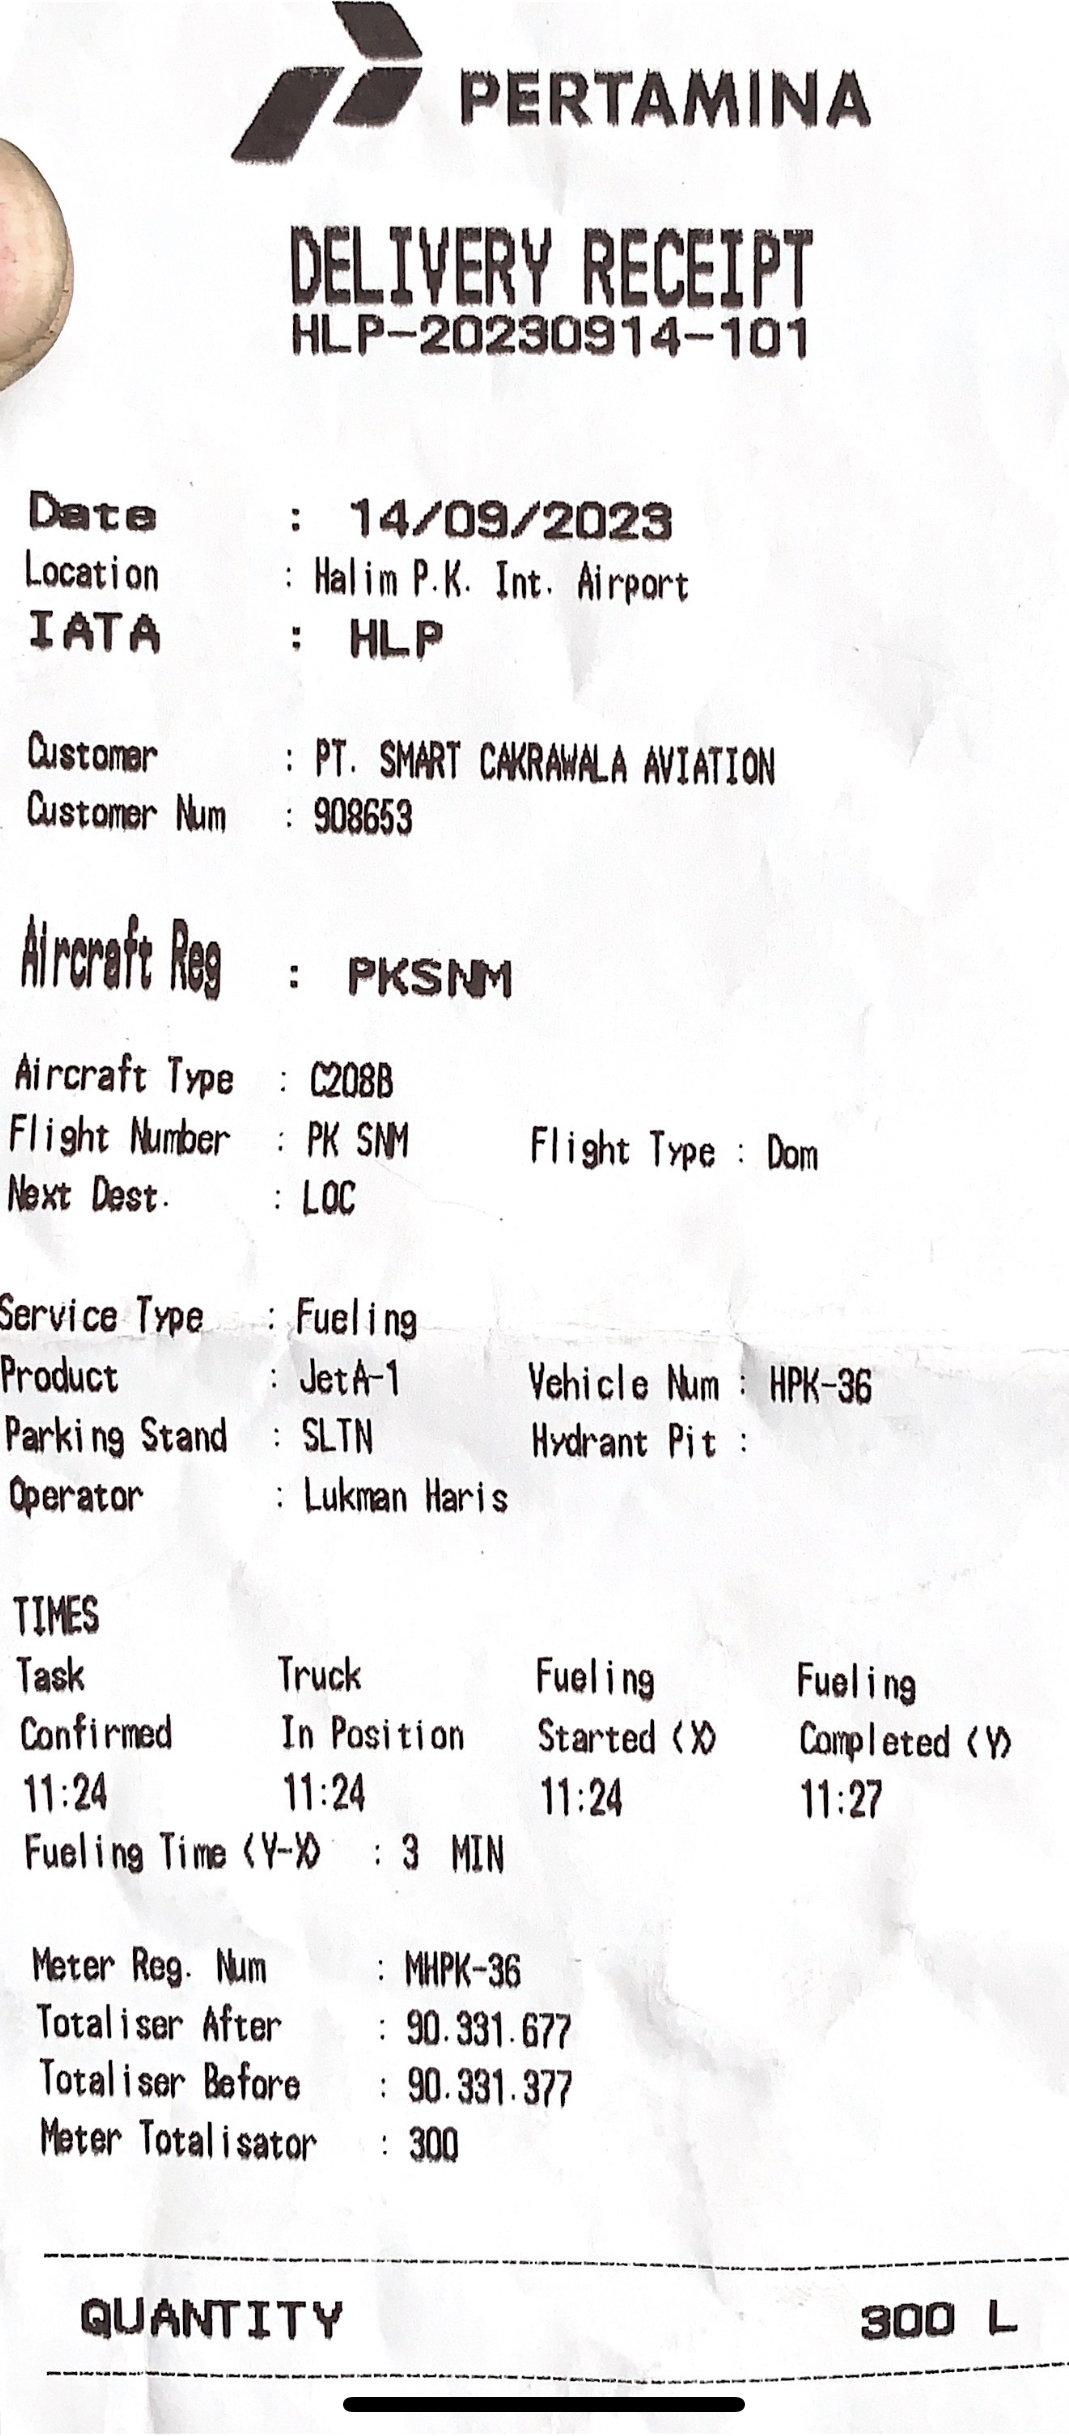 PERTAMINA
DELIVERY RECEIPT
HLP-20230914-101
Date : 14/09/2023
Location : Halim P.K. Int. Airport
IATA : HLP
Customer : PT. SMART CAKRAWALA AVIATION
Customer Num : 908653
Aircraft Reg : PKSNM
Aircraft Type : C208B
Flight Number : PK SNM Flight Type : Dom
Next Dest. : LOC
Service Type : Fueling
Product : JetA-1 Vehicle Num : HPK-36
Parking Stand : SLTN Hydrant Pit :
Operator : Lukman Haris
TIMES
Task Truck Fueling Fueling
Confirmed In Position Started (X) Completed (Y)
11:24 11:24 11:24 11:27
Fueling Time (Y-X) : 3 MIN
Meter Reg. Num : MHPK-36
Totaliser After : 90.331.677
Totaliser Before : 90.331.377
Meter Totalisator : 300
QUANTITY 300 L